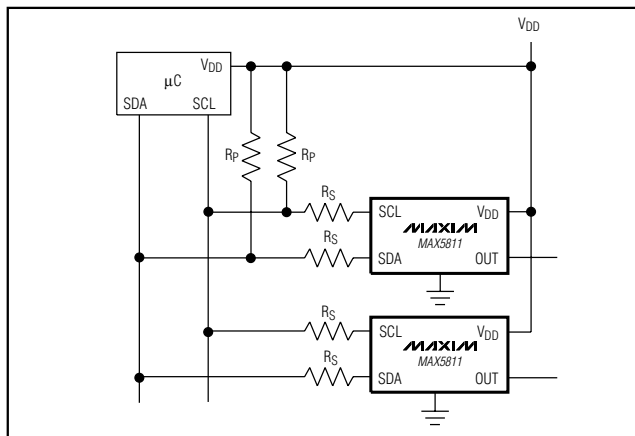 VDD
µC
VDD
SDA
SCL
RP
RP
RS
SCL
VDD
MAXIM
MAX5811
RS
SDA
OUT
RS
SCL
VDD
MAXIM
MAX5811
RS
SDA
OUT